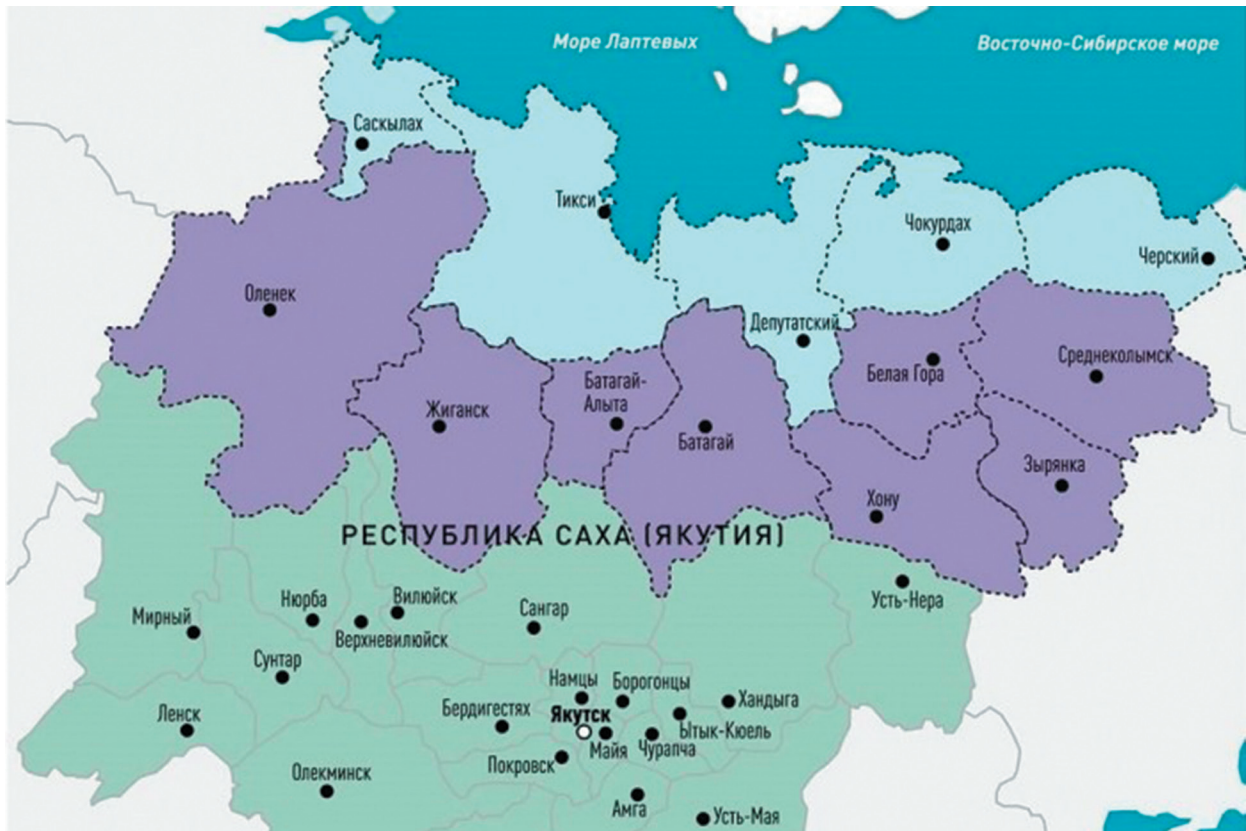 Море Лаптевых
Восточно-Сибирское море
Саскылах
Тикси
Чокурдах
Черский
Оленек
Депутатский
Среднеколымск
Белая Гора
Батагай-
Алыта
Жиганск
Батагай
Зырянка
Хону
РЕСПУБЛИКА САХА (ЯКУТИЯ)
Усть-Нера
Нюрба
Вилюйск
Сангар
Мирный
Верхневилюйск
Сунтар
Намцы
Борогонцы
Хандыга
Бердигестях
Якутск
Ленск
Ытык-Кюель
Майя
Чурапча
Покровск
Олекминск
Амга
Усть-Мая